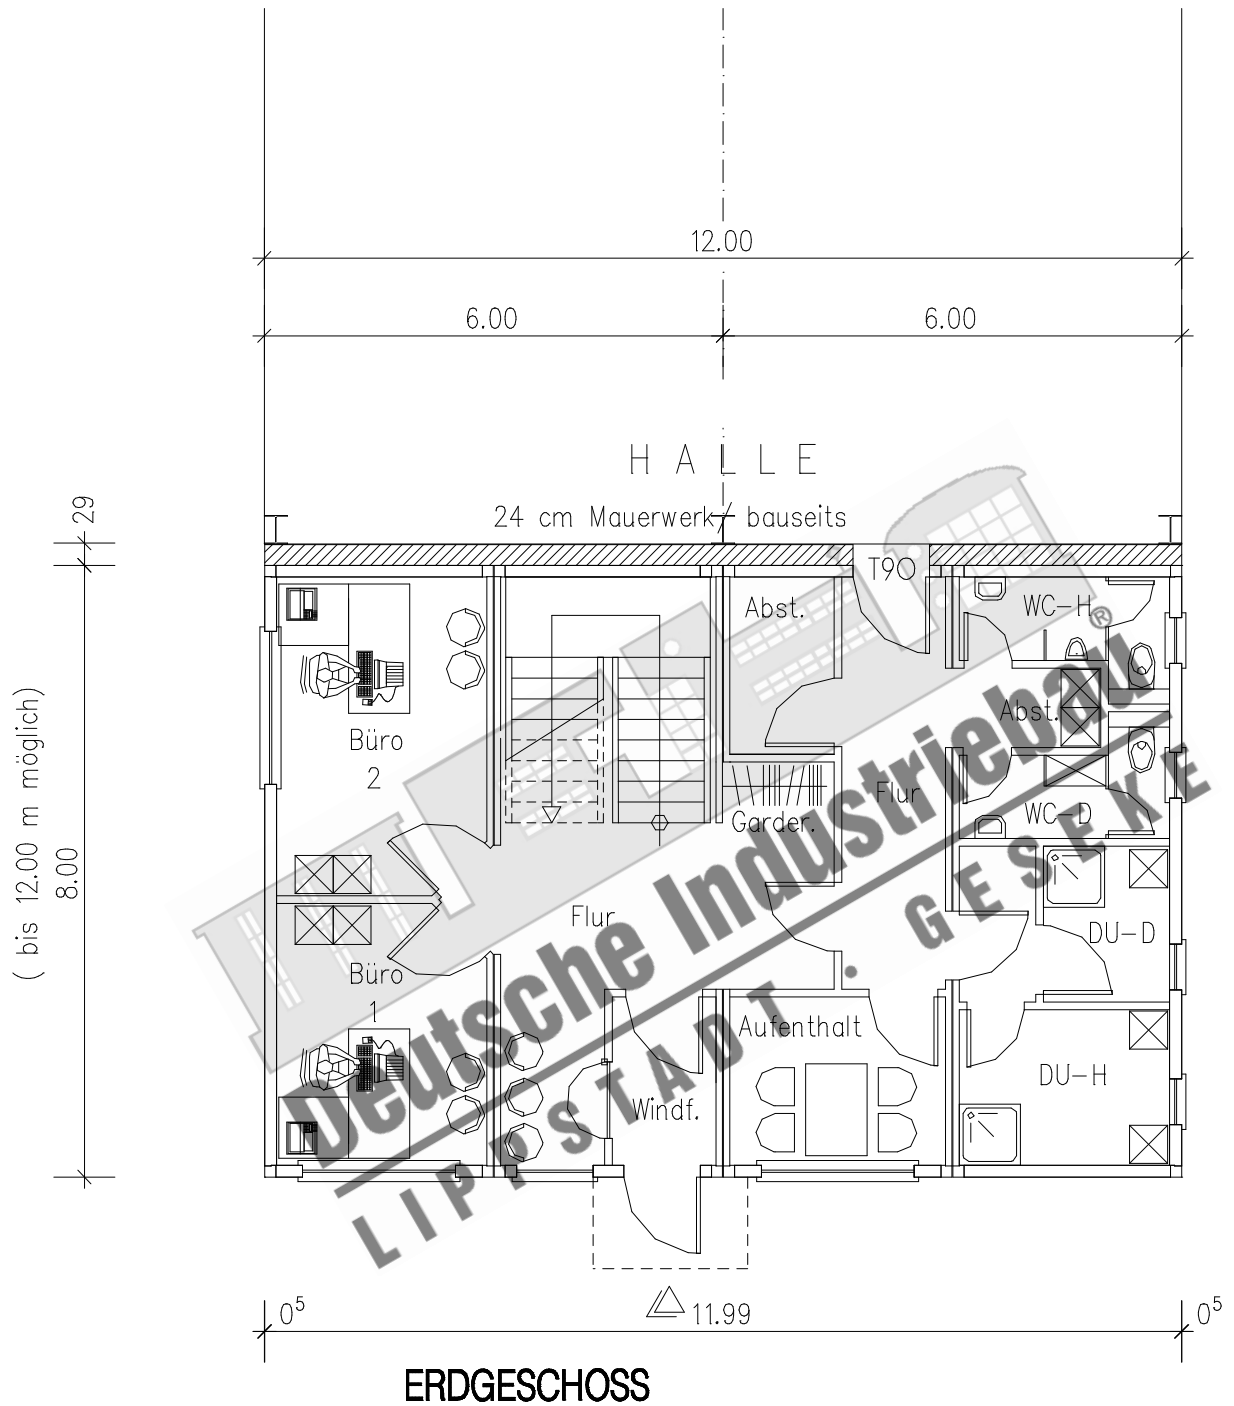 12.00
6.00
6.00
H A L L E
24 cm Mauerwerk / bauseits
29
T90
Abst.
WC-H
®
Büro
2
( bis 12.00 m möglich)
8.00
Abst.
Flur
Garder.
WC-D
Flur
DU-D
Büro
1
Aufenthalt
DU-H
Windf.
Deutsche Industriebau
LIPPSTADT . GESEKE
0⁵
11.99
0⁵
ERDGESCHOSS